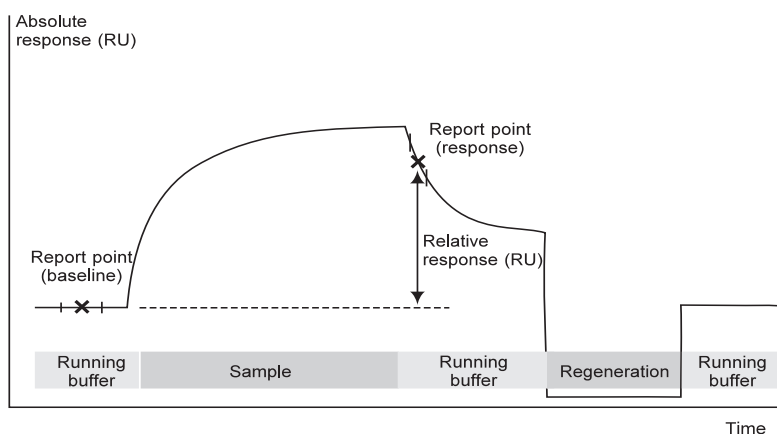 Absolute
response (RU)
Report point
(response)
Report point
(baseline)
Relative
response (RU)
Running
buffer
Sample
Running
buffer
Regeneration
Running
buffer
Time